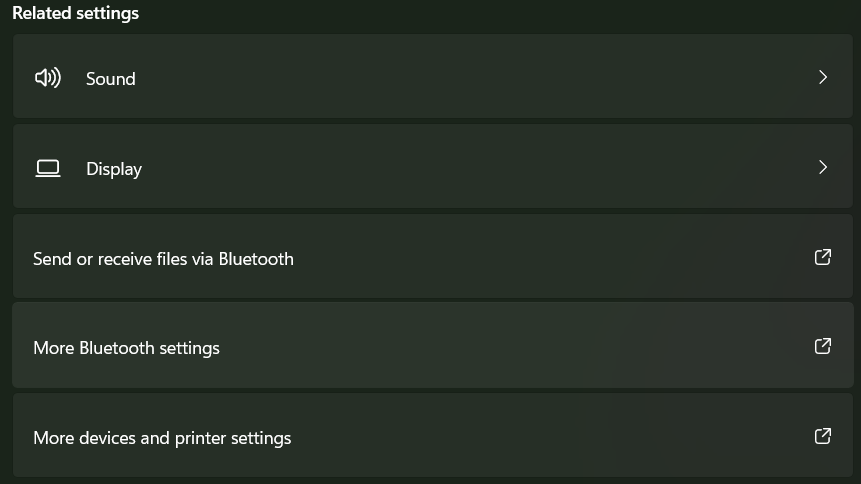 Related settings
Sound
Display
Send or receive files via Bluetooth
More Bluetooth settings
More devices and printer settings